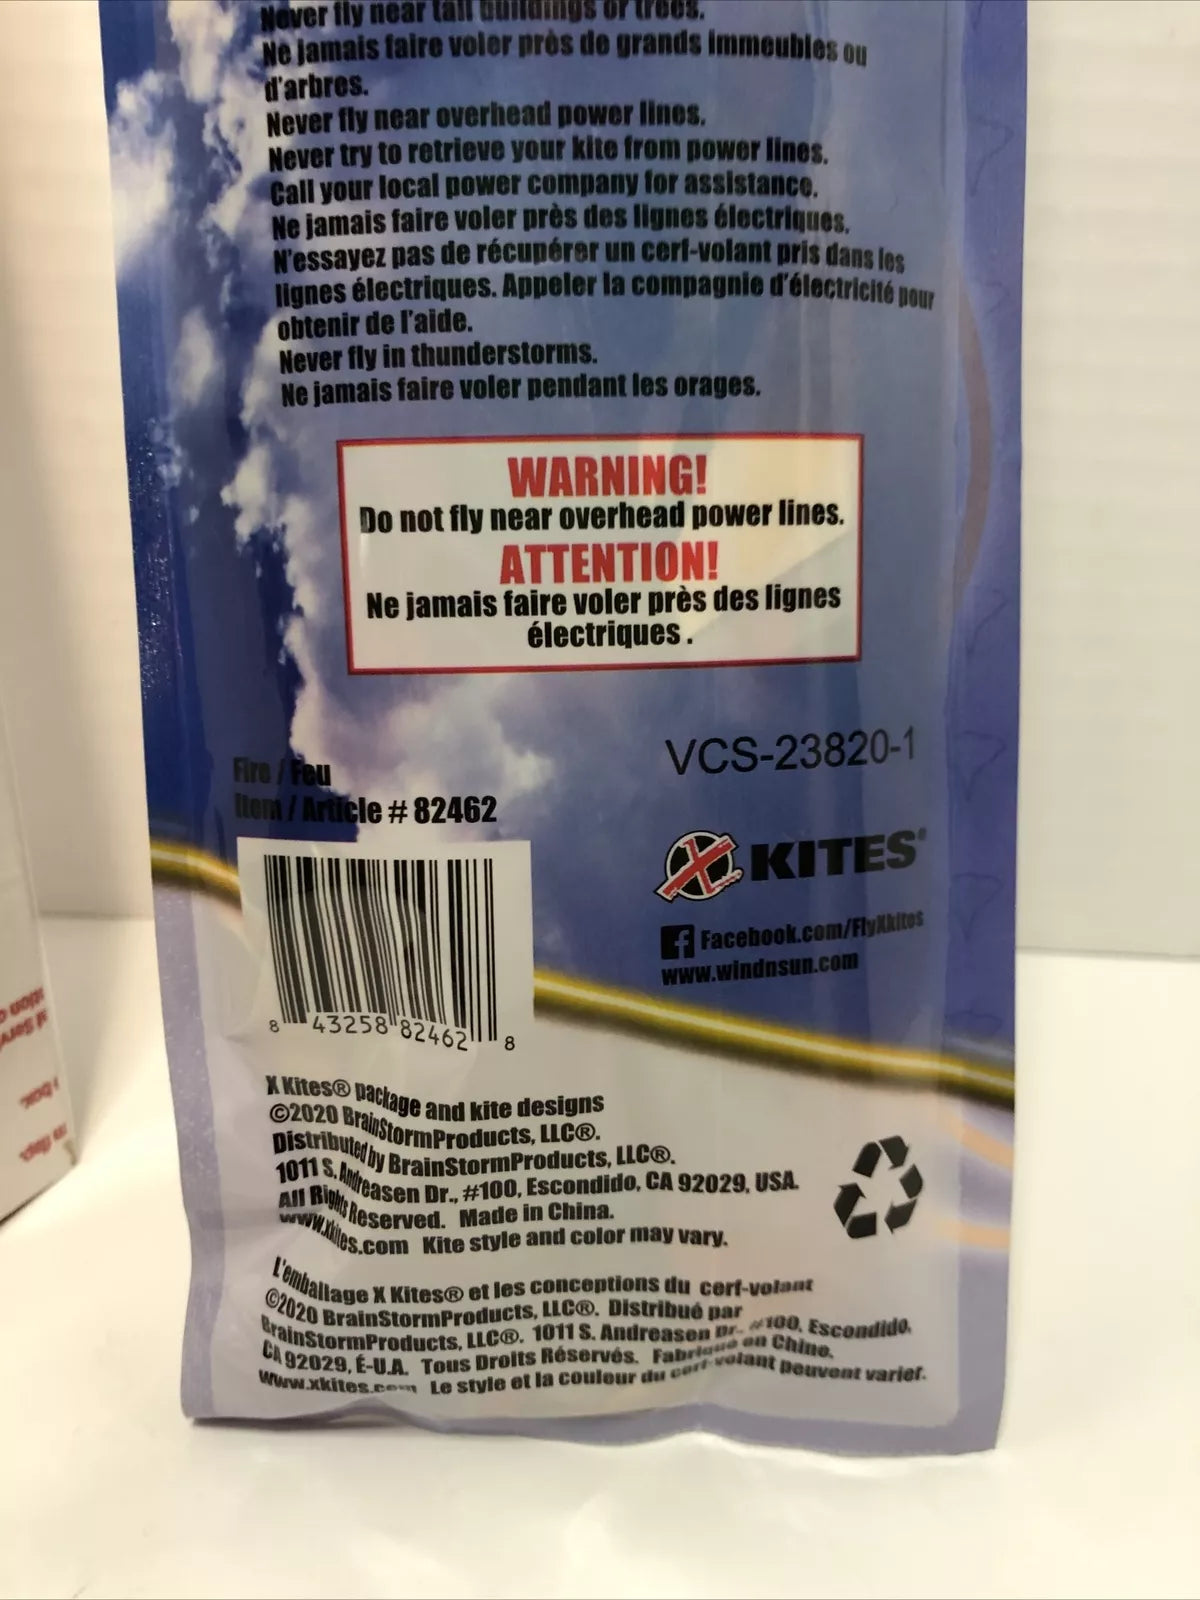 Never fly near tall buildings or trees.
Ne jamais faire voler près de grands immeubles ou
d'arbres.
Never fly near overhead power lines.
Never try to retrieve your kite from power lines.
Call your local power company for assistance.
Ne jamais faire voler près des lignes électriques.
N'essayez pas de récupérer un cerf-volant pris dans les
lignes électriques. Appeler la compagnie d'électricité pour
obtenir de l'aide.
Never fly in thunderstorms.
Ne jamais faire voler pendant les orages.
WARNING!
Do not fly near overhead power lines.
ATTENTION!
Ne jamais faire voler près des lignes
électriques .
VCS-23820-1
Fire / Feu
Item / Article # 82462
X KITES®
Facebook.com/FlyXkites
www.windnsun.com
8 43258 82462 8
X Kites® package and kite designs
©2020 BrainStormProducts, LLC®.
Distributed by BrainStormProducts, LLC®.
1011 S. Andreasen Dr., #100, Escondido, CA 92029, USA.
All Rights Reserved. Made in China.
www.xkites.com Kite style and color may vary.
L'emballage X Kites® et les conceptions du cerf-volant
©2020 BrainStormProducts, LLC®. Distribué par
BrainStormProducts, LLC®. 1011 S. Andreasen Dr. #100, Escondido,
CA 92029, É-U.A. Tous Droits Réservés. Fabriqué en Chine.
www.xkites.com Le style et la couleur du cerf-volant peuvent varier.